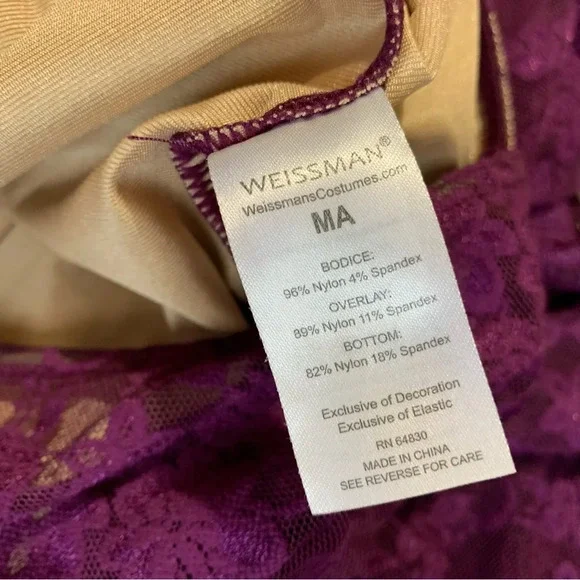 WEISSMAN®
WeissmansCostumes.com
MA
BODICE:
96% Nylon 4% Spandex
OVERLAY:
89% Nylon 11% Spandex
BOTTOM:
82% Nylon 18% Spandex
Exclusive of Decoration
Exclusive of Elastic
RN 64830
MADE IN CHINA
SEE REVERSE FOR CARE